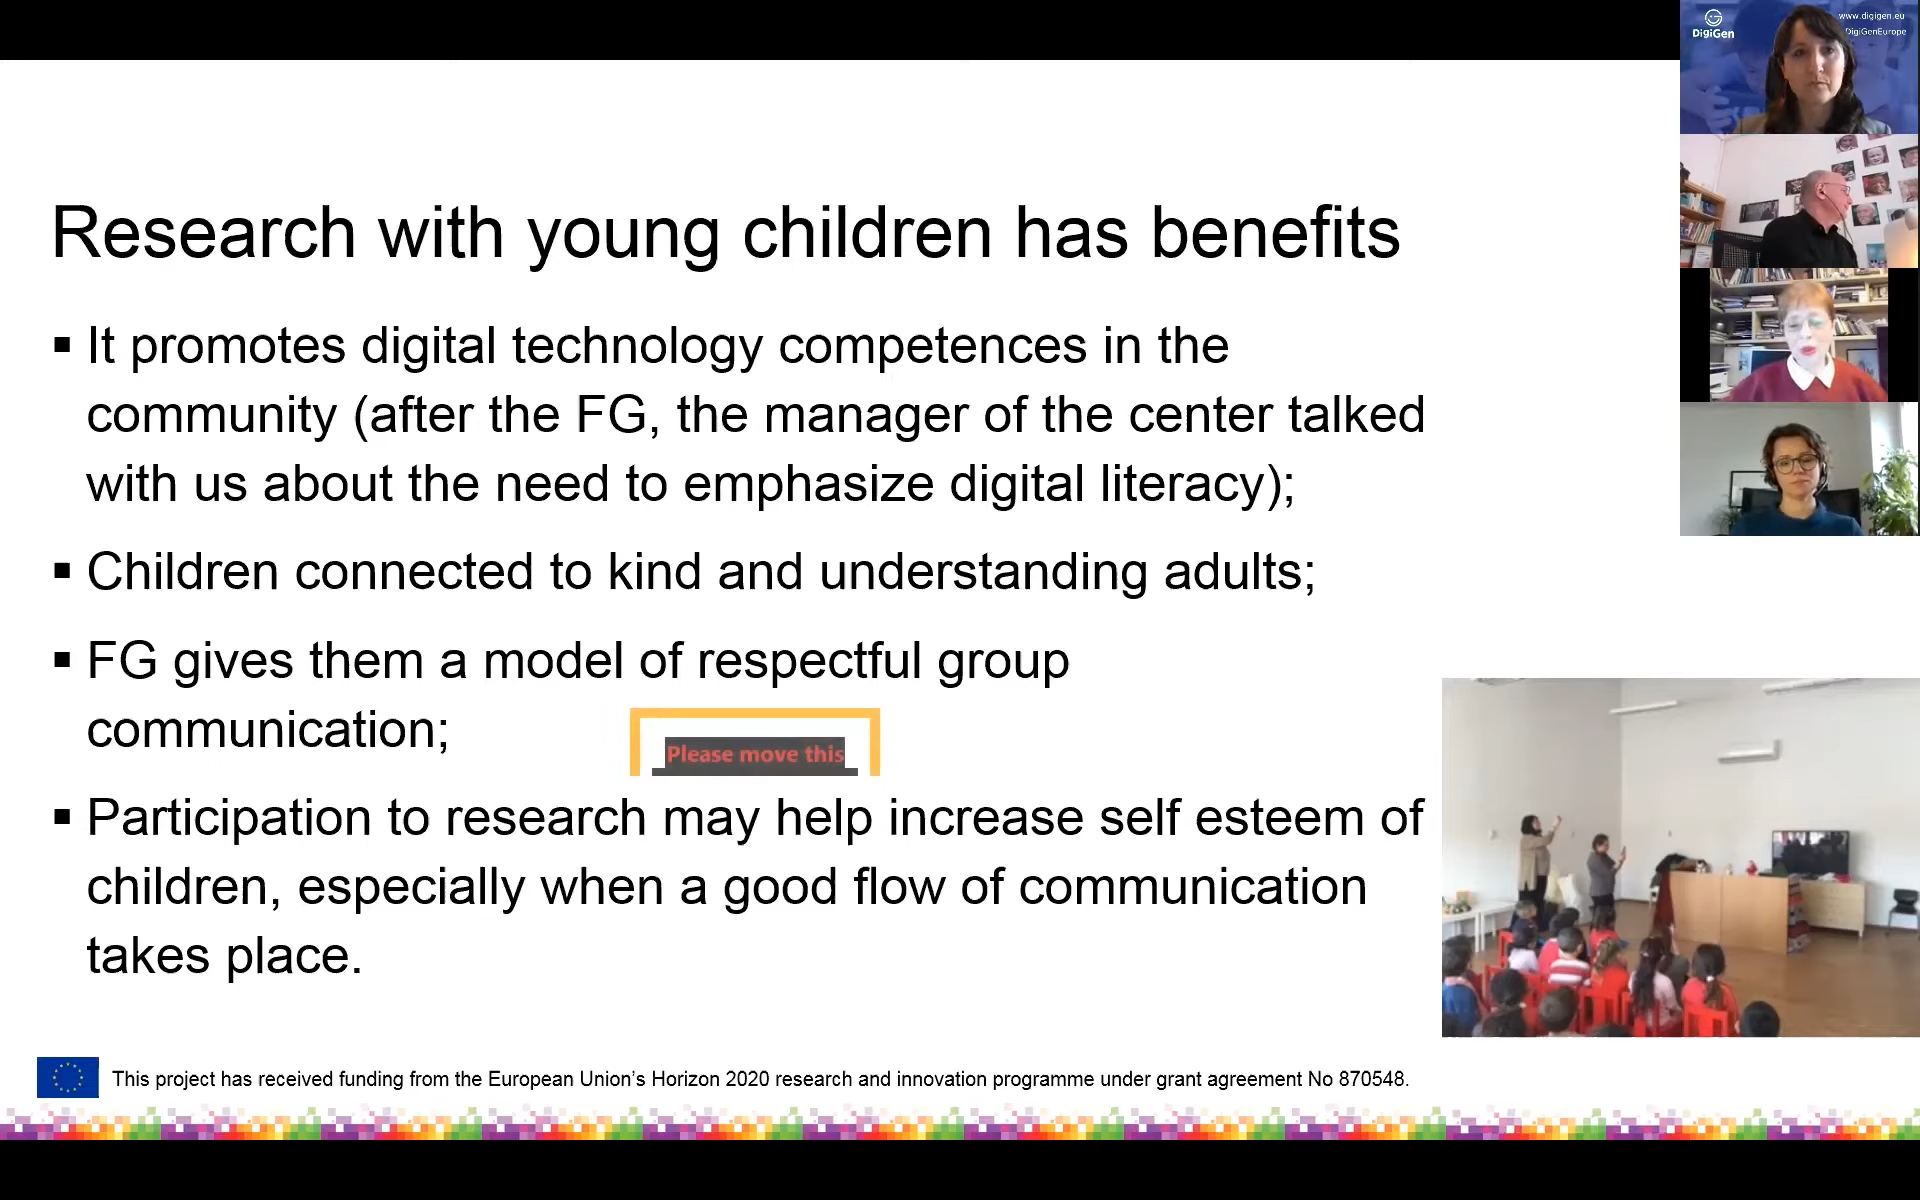 www.digigen.eu
DigiGen
DigiGenEurope
Research with young children has benefits
▪ It promotes digital technology competences in the
community (after the FG, the manager of the center talked
with us about the need to emphasize digital literacy);
▪ Children connected to kind and understanding adults;
▪ FG gives them a model of respectful group
communication;
Please move this
▪ Participation to research may help increase self esteem of
children, especially when a good flow of communication
takes place.
This project has received funding from the European Union’s Horizon 2020 research and innovation programme under grant agreement No 870548.